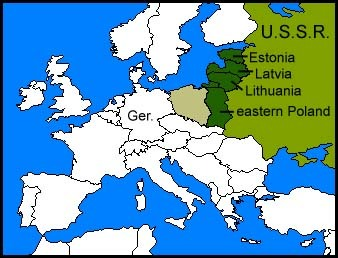 U.S.S.R.
Estonia
Latvia
Lithuania
eastern Poland
Ger.